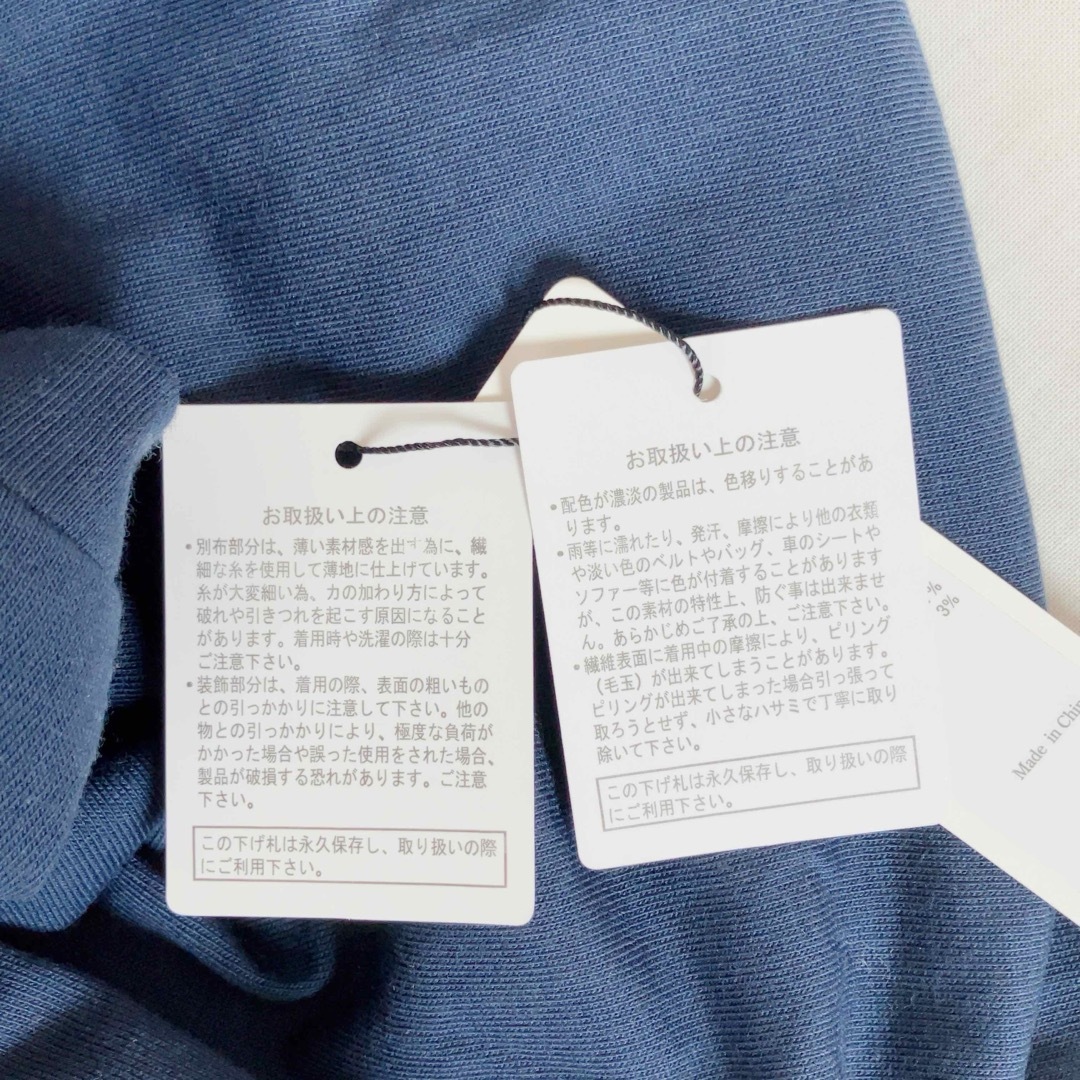 お取扱い上の注意
•別布部分は、薄い素材感を出す為に、繊
細な糸を使用して薄地に仕上げています。
糸が大変細い為、力の加わり方によって
破れや引きつれを起こす原因になること
があります。着用時や洗濯の際は十分
ご注意下さい。
•装飾部分は、着用の際、表面の粗いもの
との引っかかりに注意して下さい。他の
物との引っかかりにより、極度な負荷が
かかった場合や誤った使用をされた場合、
製品が破損する恐れがあります。ご注意
下さい。
この下げ札は永久保存し、取り扱いの際
にご利用下さい。
お取扱い上の注意
•配色が濃淡の製品は、色移りすることがあ
ります。
•雨等に濡れたり、発汗、摩擦により他の衣類
や淡い色のベルトやバッグ、車のシートや
ソファー等に色が付着することがあります
が、この素材の特性上、防ぐ事は出来ませ
ん。あらかじめご了承の上、ご注意下さい。
•繊維表面に着用中の摩擦により、ピリング
（毛玉）が出来てしまうことがあります。
ピリングが出来てしまった場合引っ張って
取ろうとせず、小さなハサミで丁寧に取り
除いて下さい。
この下げ札は永久保存し、取り扱いの際
にご利用下さい。
%
3%
Made in Chin